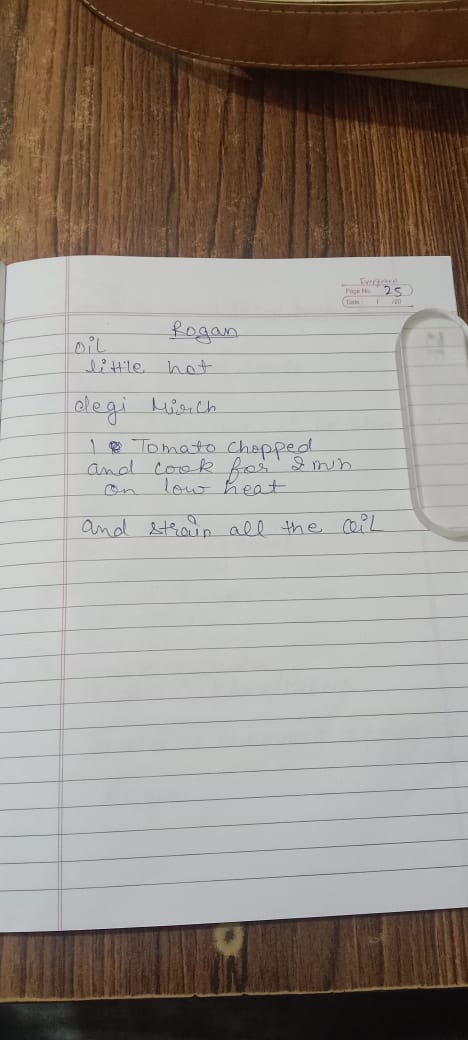 Evergreen
Page No. 25
Date: / /20
Rogan
oil
little hot
degi Mirch
1 Tomato chopped
and cook for 2 min
on low heat
and strain all the oil